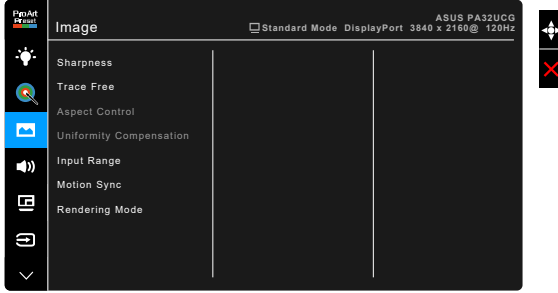 ProArt
Preset
Image
ASUS PA32UCG
Standard Mode DisplayPort 3840 x 2160@ 120Hz
Sharpness
Trace Free
Aspect Control
Uniformity Compensation
Input Range
Motion Sync
Rendering Mode